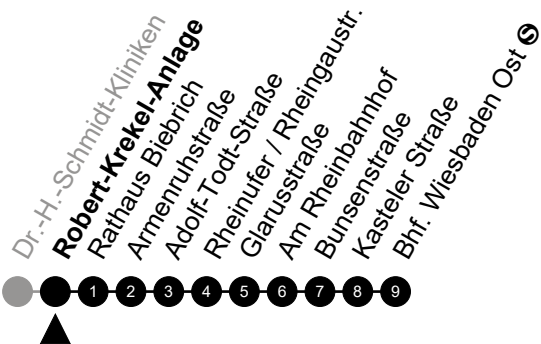 Dr.-H.-Schmidt-Kliniken
Robert-Krekel-Anlage
Rathaus Biebrich
Armenruhstraße
Adolf-Todt-Straße
Rheinufer / Rheingaustr.
Glarusstraße
Am Rheinbahnhof
Bunsenstraße
Kasteler Straße
Bhf. Wiesbaden Ost S
1 2 3 4 5 6 7 8 9